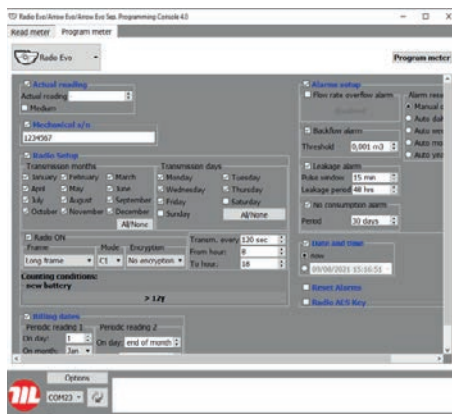 Radio Evo/Arrow Evo/Arrow Evo Sep. Programming Console 4.0
Read meter Program meter
Rado Evo
Program meter
Actual reading
Actual reading
Medium
Mechanical s/n
1234567
Radio Setup
Transmission months
January February March
April May June
July August September
October November December
All/None
Transmission days
Monday Tuesday
Wednesday Thursday
Friday Saturday
Sunday All/None
Radio ON
Frame Mode Encryption
Long frame C1 No encryption
Transm. every 120 sec
From hour: 8
To hour: 18
Counting conditions:
new battery
> 12y
Billing dates
Periodic reading 1 Periodic reading 2
On day: 1 On day: end of month
On month: Jan
Alarms setup
Flow rate overflow alarm
Backflow alarm
Threshold 0,001 m3
Leakage alarm
Pulse window 15 min
Leakage period 48 hrs
No consumption alarm
Period 30 days
Alarm rese
Manual
Auto
Auto
Auto mo
Auto yea
Date and time
09/08/2021 15:16:51
Reset Alarms
Radio AES Key
Options
COM23